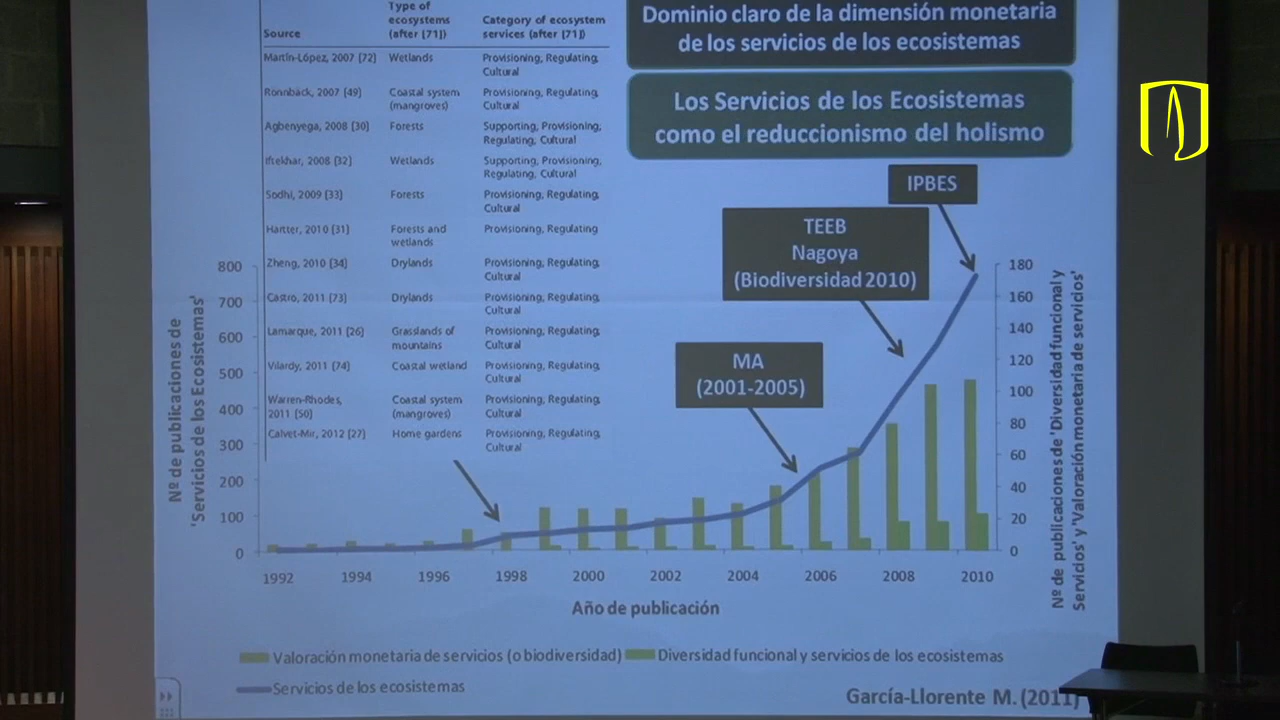 Dominio claro de la dimensión monetaria
de los servicios de los ecosistemas
Los Servicios de los Ecosistemas
como el reduccionismo del holismo
Source
Type of
ecosystems
(after [71])
Category of ecosystem
services (after [71])
Martín-López, 2007 [72] Wetlands Provisioning, Regulating,
Cultural
Rönnbäck, 2007 [49] Coastal system Provisioning, Regulating,
(mangroves) Cultural
Agbenyega, 2008 [30] Forests Supporting, Provisioning,
Regulating, Cultural
Iftekhar, 2008 [32] Wetlands Supporting, Provisioning,
Regulating, Cultural
Sodhi, 2009 [33] Forests Provisioning, Regulating,
Cultural
Hartter, 2010 [31] Forests and Provisioning, Regulating
wetlands
Zheng, 2010 [34] Drylands Provisioning, Regulating,
Cultural
Castro, 2011 [73] Drylands Provisioning, Regulating,
Cultural
Lamarque, 2011 [26] Grasslands of Provisioning, Regulating,
mountains Cultural
Vilardy, 2011 [74] Coastal wetland Provisioning, Regulating,
Cultural
Warren-Rhodes, Coastal system Provisioning, Regulating,
2011 [50] (mangroves) Cultural
Calvet-Mir, 2012 [27] Home gardens Provisioning, Regulating,
Cultural
IPBES
TEEB
Nagoya
(Biodiversidad 2010)
MA
(2001-2005)
Nº de publicaciones de
'Servicios de los Ecosistemas'
800
700
600
500
400
300
200
100
0
180
160
140
120
100
80
60
40
20
0
Nº de publicaciones de 'Diversidad funcional y
Servicios' y 'Valoración monetaria de servicios'
1992 1994 1996 1998 2000 2002 2004 2006 2008 2010
Año de publicación
Valoración monetaria de servicios (o biodiversidad)
Diversidad funcional y servicios de los ecosistemas
Servicios de los ecosistemas
García-Llorente M. (2011)